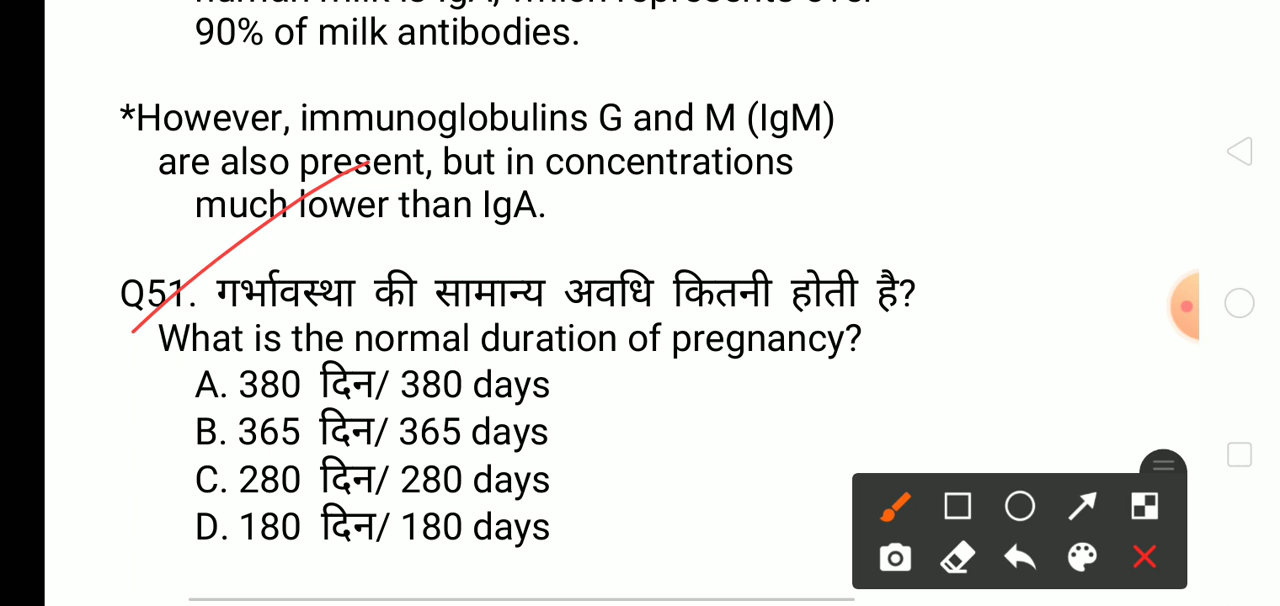 90% of milk antibodies.
*However, immunoglobulins G and M (IgM)
are also present, but in concentrations
much lower than IgA.
Q51. गर्भावस्था की सामान्य अवधि कितनी होती है?
What is the normal duration of pregnancy?
A. 380 दिन/ 380 days
B. 365 दिन/ 365 days
C. 280 दिन/ 280 days
D. 180 दिन/ 180 days